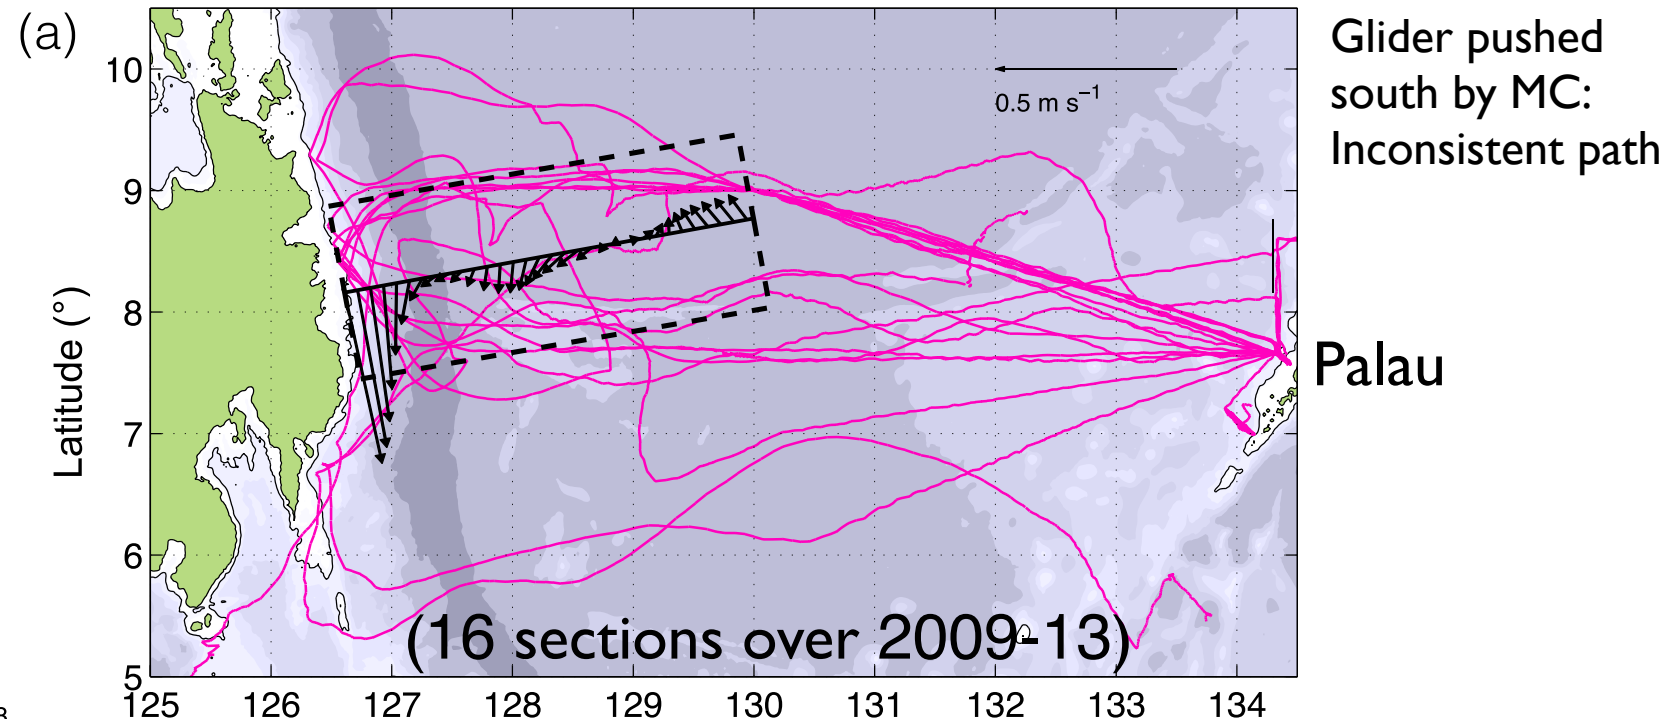 (a)
Glider pushed
south by MC:
Inconsistent path
10
9
8
7
6
5
Latitude (°)
0.5 m s⁻¹
Palau
(16 sections over 2009-13)
125 126 127 128 129 130 131 132 133 134